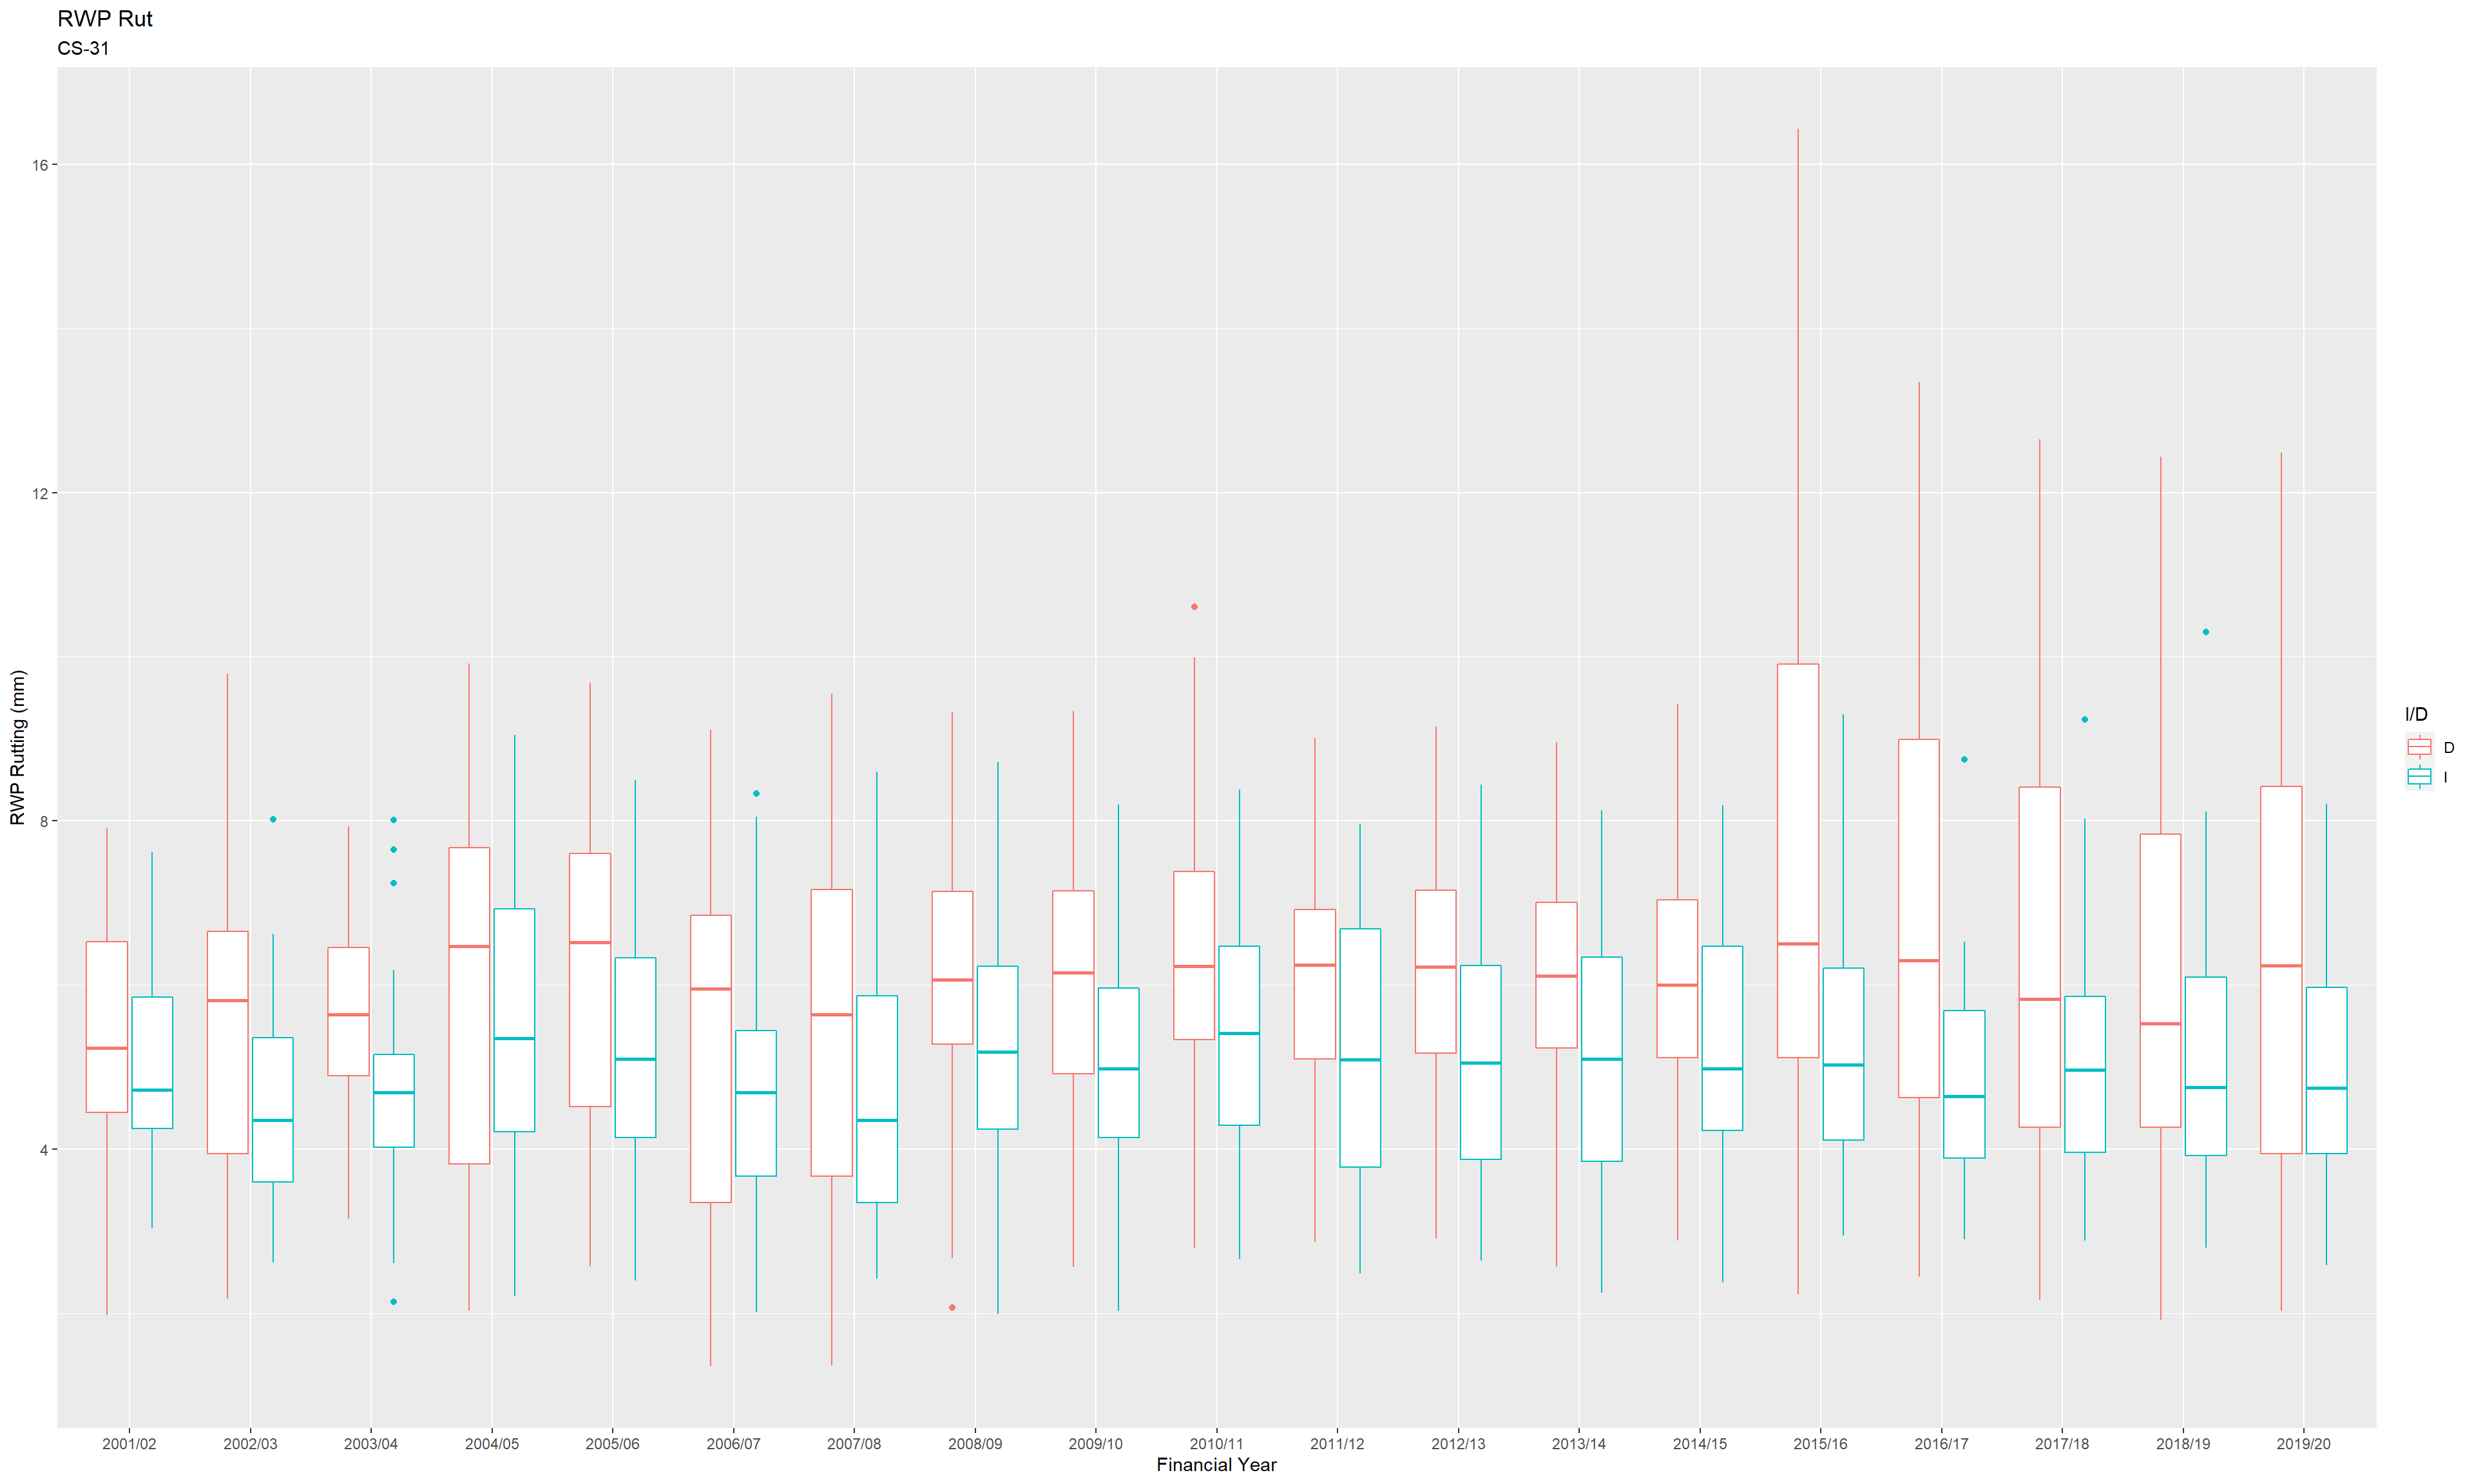 RWP Rut
CS-31
RWP Rutting (mm)
16
12
8
4
2001/02 2002/03 2003/04 2004/05 2005/06 2006/07 2007/08 2008/09 2009/10 2010/11 2011/12 2012/13 2013/14 2014/15 2015/16 2016/17 2017/18 2018/19 2019/20
Financial Year
I/D
D
I